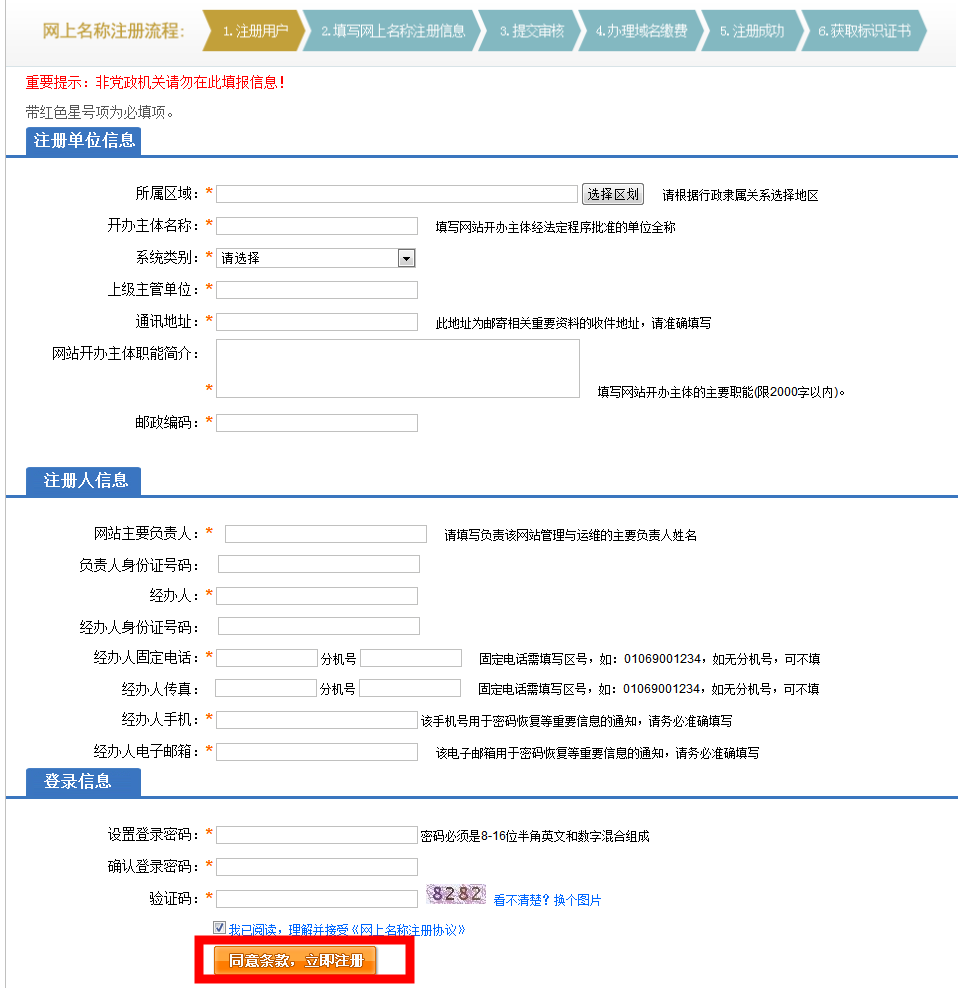 网上名称注册流程: 1.注册用户 2.填写网上名称注册信息 3.提交审核 4.办理域名缴费 5.注册成功 6.获取标识证书
重要提示：非党政机关请勿在此填报信息！
带红色星号项为必填项。
注册单位信息
所属区域：* 选择区划 请根据行政隶属关系选择地区
开办主体名称：* 填写网站开办主体经法定程序批准的单位全称
系统类别：* 请选择
上级主管单位：*
通讯地址：* 此地址为邮寄相关重要资料的收件地址，请准确填写
网站开办主体职能简介：
* 填写网站开办主体的主要职能(限2000字以内)。
邮政编码：*
注册人信息
网站主要负责人：* 请填写负责该网站管理与运维的主要负责人姓名
负责人身份证号码：
经办人：*
经办人身份证号码：
经办人固定电话：* 分机号 固定电话需填写区号，如：01069001234，如无分机号，可不填
经办人传真： 分机号 固定电话需填写区号，如：01069001234，如无分机号，可不填
经办人手机：* 该手机号用于密码恢复等重要信息的通知，请务必准确填写
经办人电子邮箱：* 该电子邮箱用于密码恢复等重要信息的通知，请务必准确填写
登录信息
设置登录密码：* 密码必须是8-16位半角英文和数字混合组成
确认登录密码：*
验证码：* 8282 看不清楚？换个图片
我已阅读，理解并接受《网上名称注册协议》
同意条款，立即注册